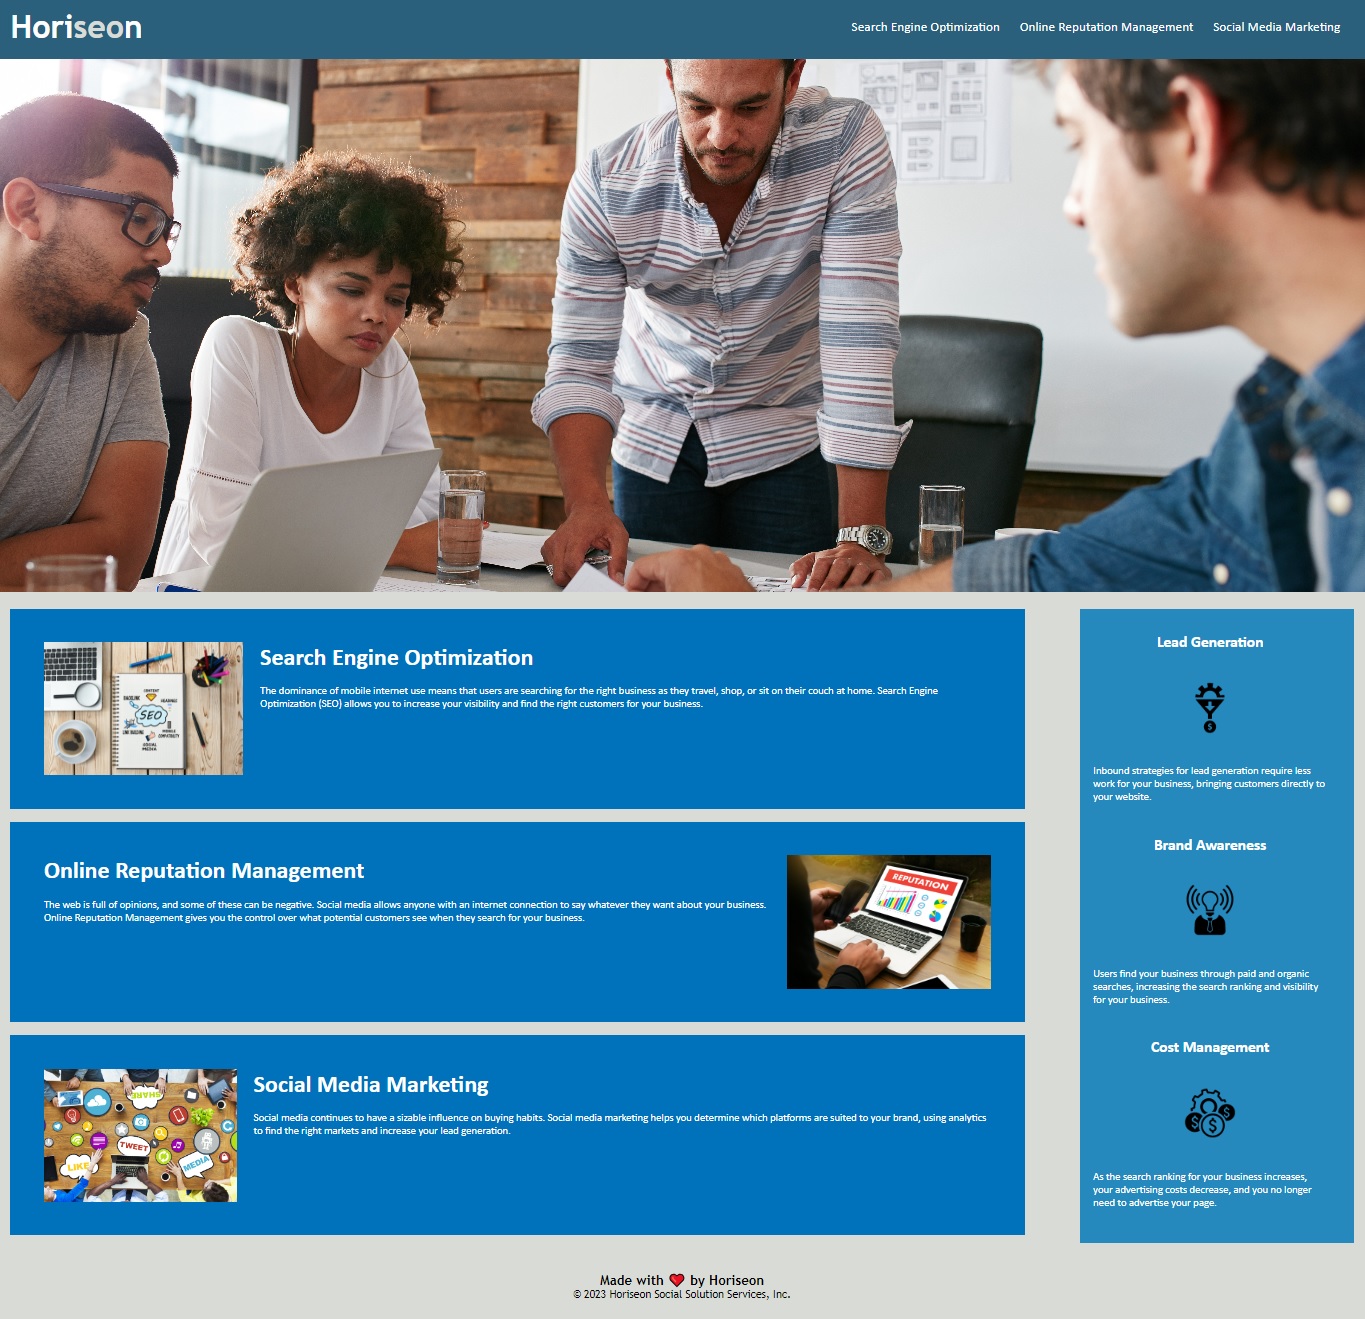 Horiseon
Search Engine Optimization
Online Reputation Management
Social Media Marketing
SEO
CONTENT
BACKLINK
LINK BUILDING
SOCIAL
MEDIA
Search Engine Optimization
The dominance of mobile internet use means that users are searching for the right business as they travel, shop, or sit on their couch at home. Search Engine
Optimization (SEO) allows you to increase your visibility and find the right customers for your business.
Online Reputation Management
The web is full of opinions, and some of these can be negative. Social media allows anyone with an internet connection to say whatever they want about your business.
Online Reputation Management gives you the control over what potential customers see when they search for your business.
REPUTATION
SHARE
TWEET
LIKE
MEDIA
Social Media Marketing
Social media continues to have a sizable influence on buying habits. Social media marketing helps you determine which platforms are suited to your brand, using analytics
to find the right markets and increase your lead generation.
Lead Generation
Inbound strategies for lead generation require less
work for your business, bringing customers directly to
your website.
Brand Awareness
Users find your business through paid and organic
searches, increasing the search ranking and visibility
for your business.
Cost Management
As the search ranking for your business increases,
your advertising costs decrease, and you no longer
need to advertise your page.
Made with ❤️ by Horiseon
© 2023 Horiseon Social Solution Services, Inc.